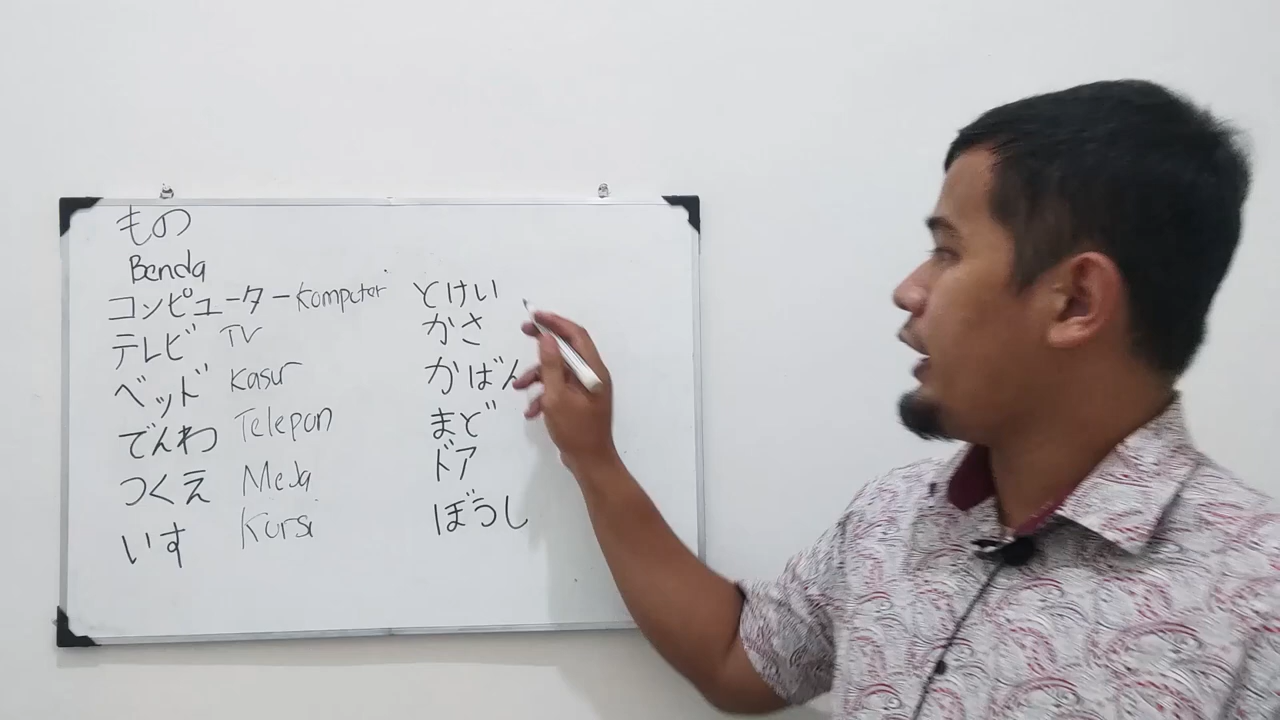 もの
Benda
コンピュータ - Komputer
テレビ TV
ベッド Kasur
でんわ Telepon
つくえ Meja
いす Kursi
とけい
かさ
かばん
まど
ドア
ぼうし